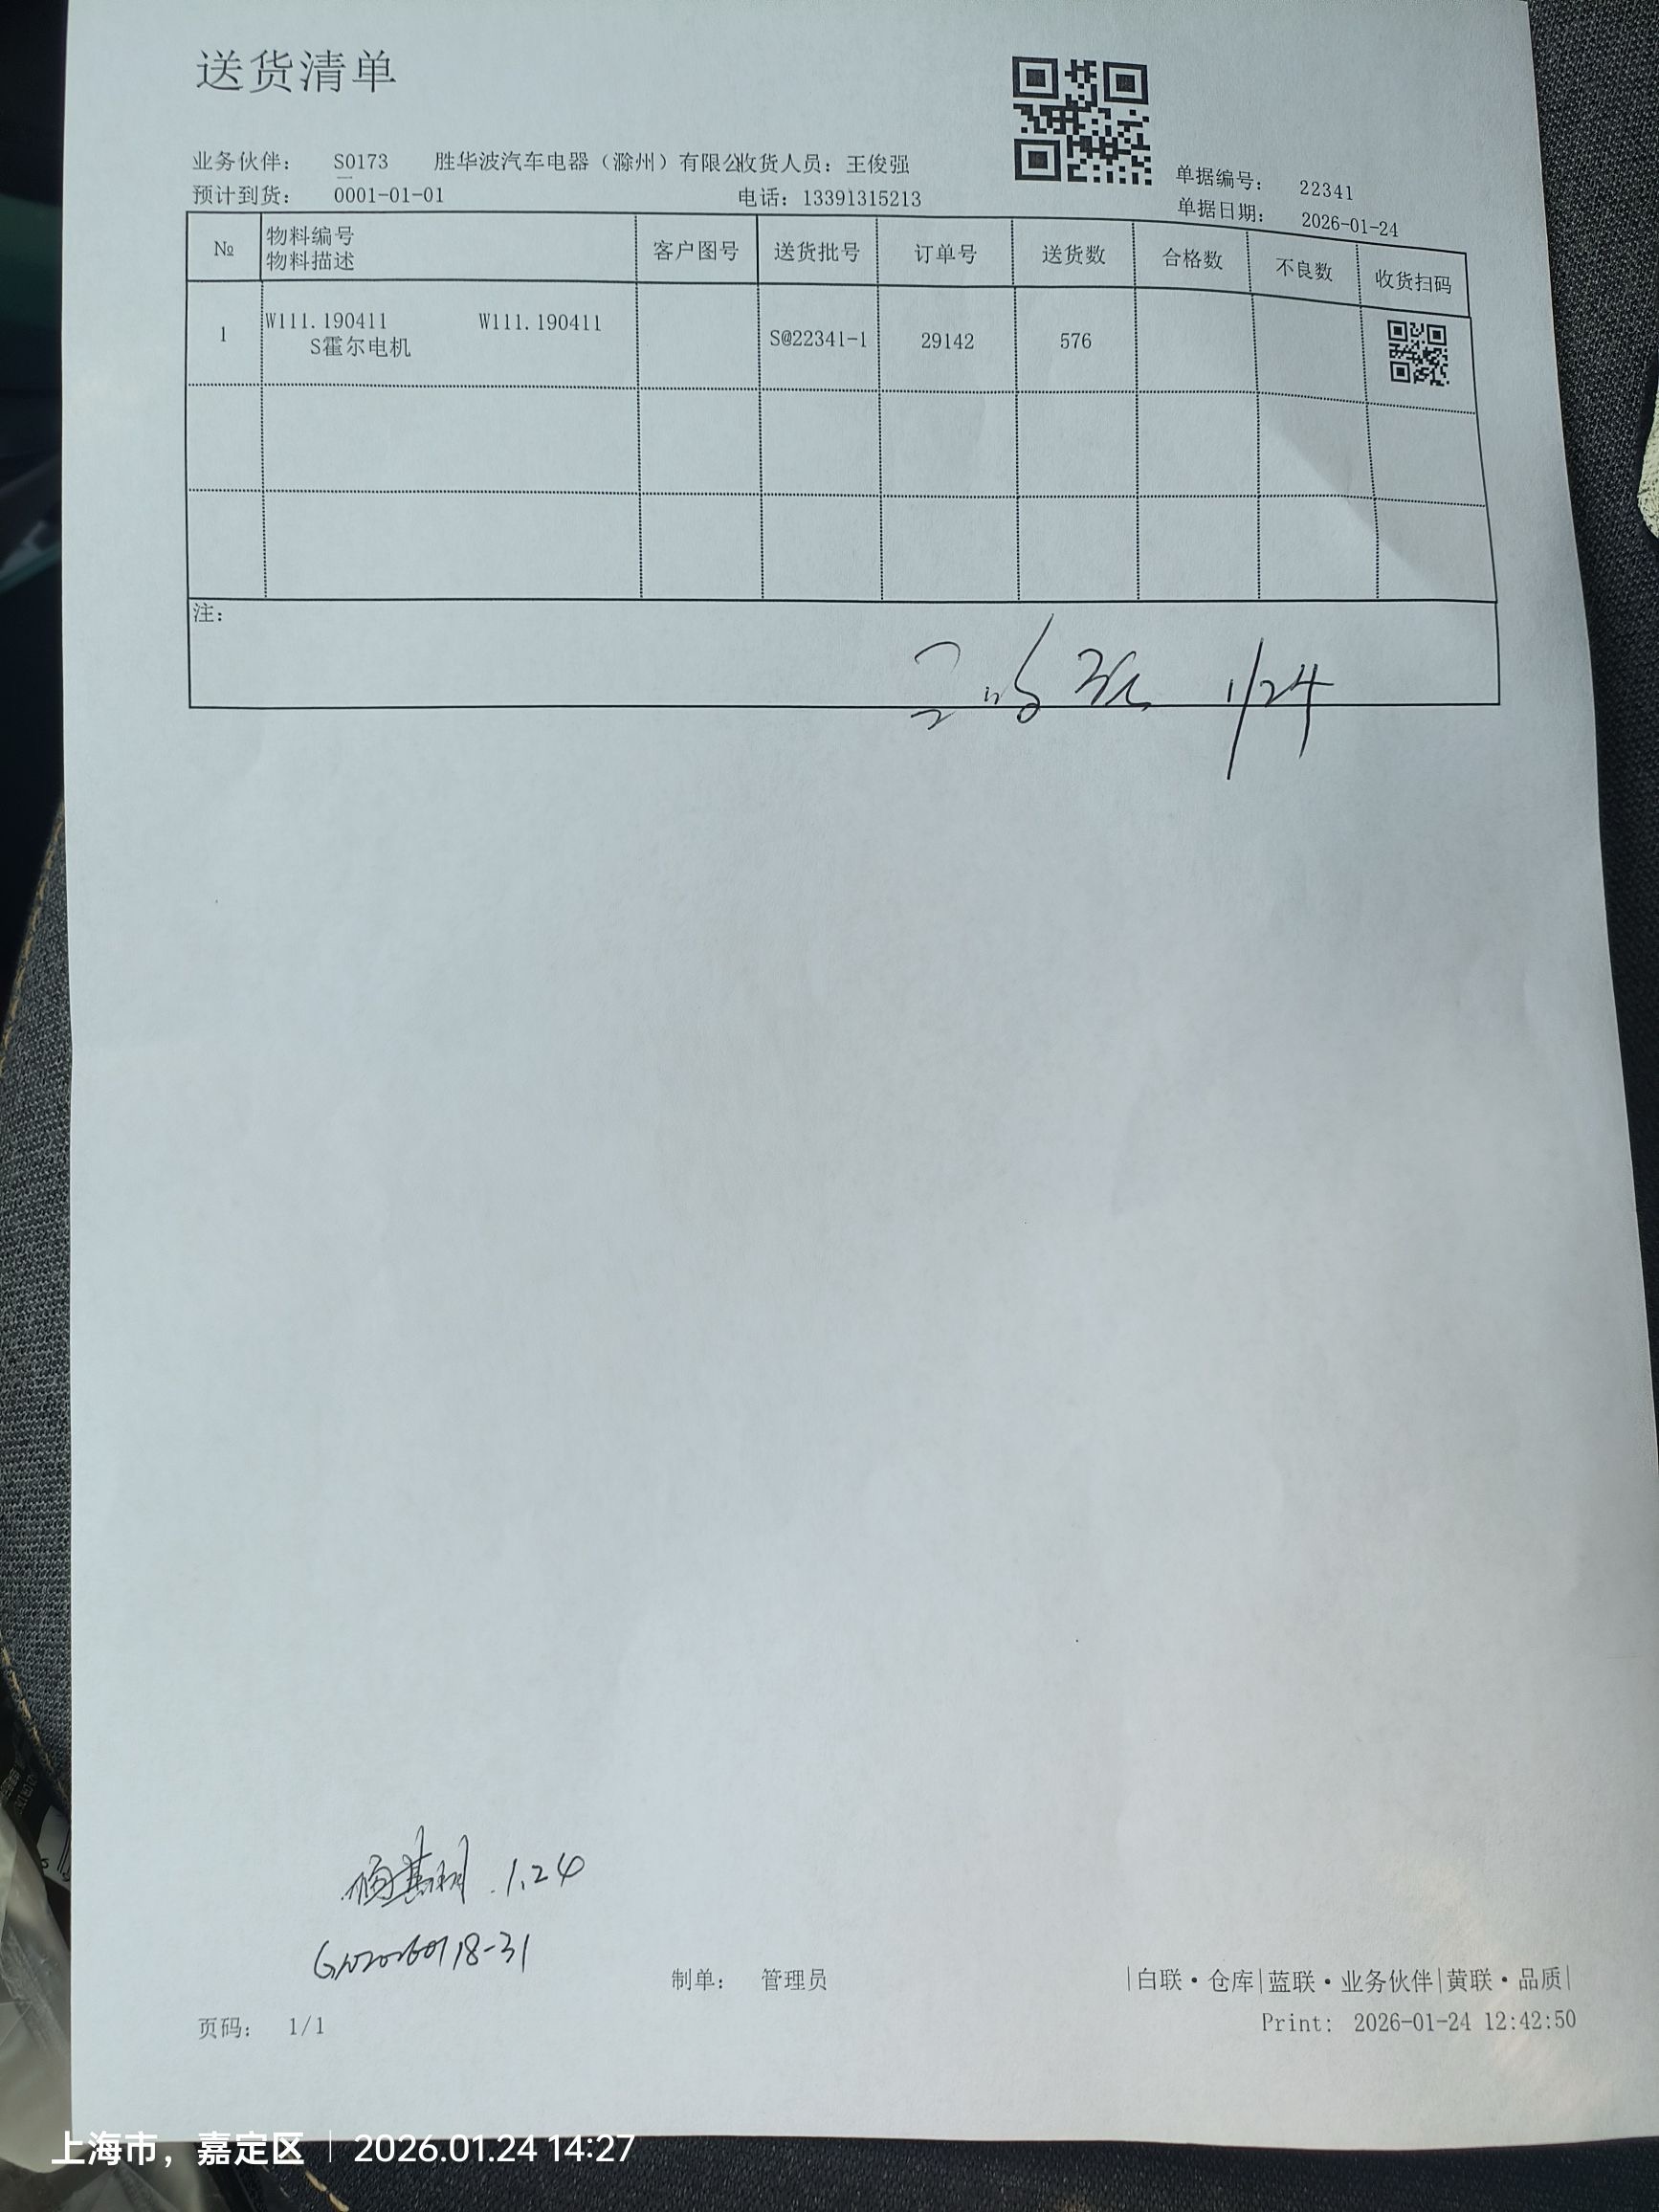 送货清单
业务伙伴： S0173 胜华波汽车电器（滁州）有限公 收货人员：王俊强
预计到货： 0001-01-01 电话：13391315213
单据编号： 22341
单据日期： 2026-01-24
№ 物料编号 客户图号 送货批号 订单号 送货数 合格数 不良数 收货扫码
物料描述
1 W111.190411 W111.190411 S@22341-1 29142 576
S霍尔电机
注：
1/24
1.24
制单： 管理员 |白联·仓库|蓝联·业务伙伴|黄联·品质|
页码： 1/1 Print: 2026-01-24 12:42:50
上海市，嘉定区 | 2026.01.24 14:27